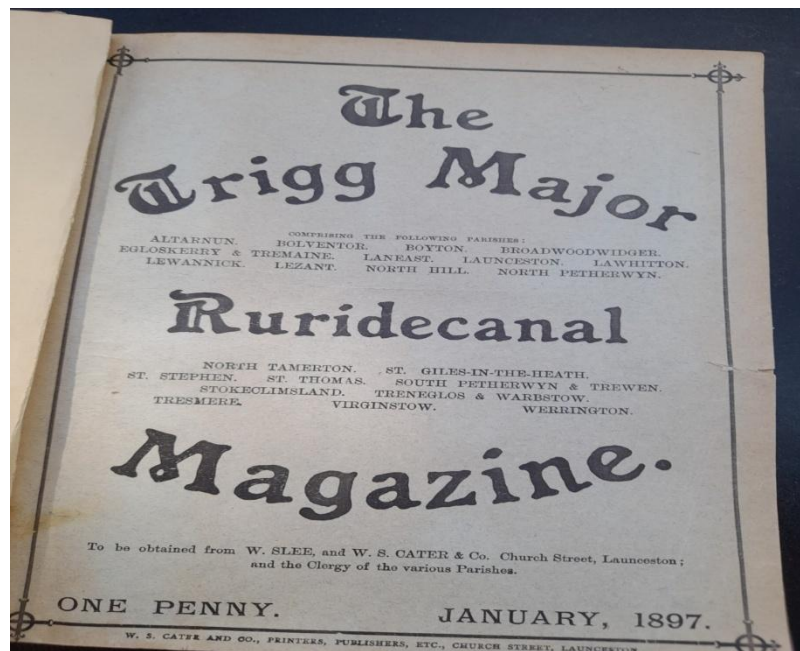 The
Trigg Major
COMPRISING THE FOLLOWING PARISHES:
ALTARNUN. BOLVENTOR. BOYTON. BROADWOODWIDGER.
EGLOSKERRY & TREMAINE. LANEAST. LAUNCESTON. LAWHITTON.
LEWANNICK. LEZANT. NORTH HILL. NORTH PETHERWYN.
Ruridecanal
NORTH TAMERTON. ST. GILES-IN-THE-HEATH.
ST. STEPHEN. ST. THOMAS. SOUTH PETHERWYN & TREWEN.
STOKECLIMSLAND. TRENEGLOS & WARBSTOW.
TRESMERE. VIRGINSTOW. WERRINGTON.
Magazine.
To be obtained from W. SLEE, and W. S. CATER & Co. Church Street, Launceston;
and the Clergy of the various Parishes.
ONE PENNY. JANUARY, 1897.
W. S. CATER AND CO., PRINTERS, PUBLISHERS, ETC., CHURCH STREET, LAUNCESTON